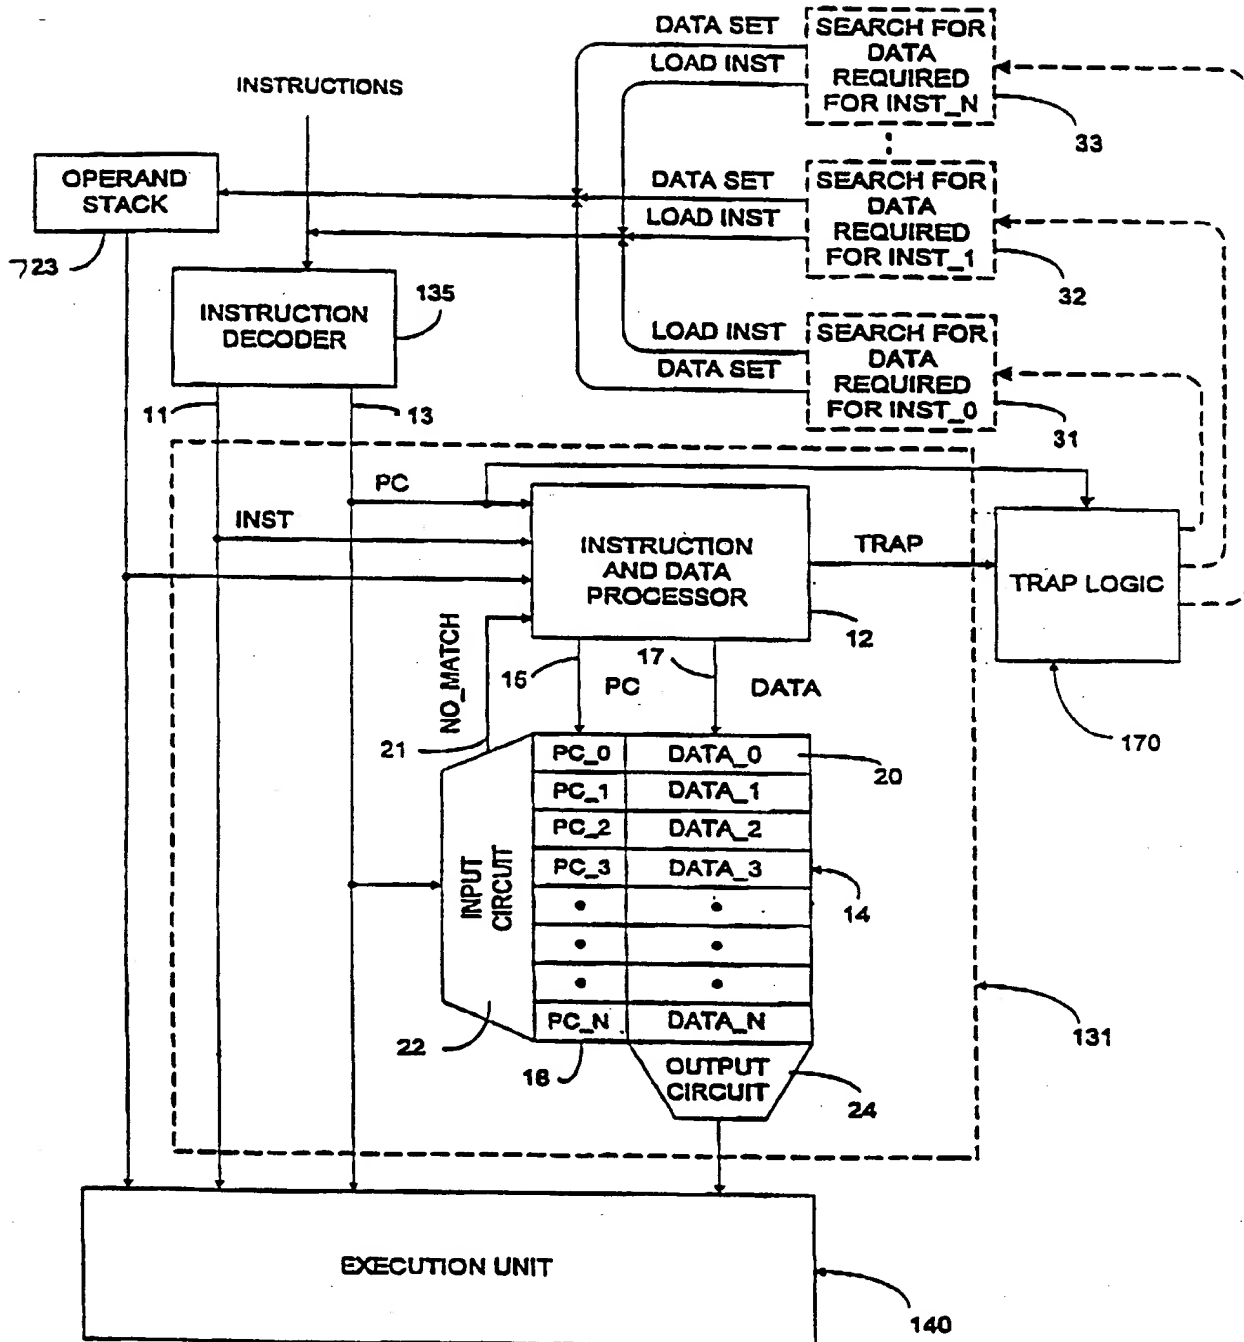 DATA SET
LOAD INST
SEARCH FOR
DATA
REQUIRED
FOR INST_N
33
INSTRUCTIONS
OPERAND
STACK
723
DATA SET
LOAD INST
SEARCH FOR
DATA
REQUIRED
FOR INST_1
32
INSTRUCTION
DECODER
135
LOAD INST
DATA SET
SEARCH FOR
DATA
REQUIRED
FOR INST_0
31
11
13
PC
INST
INSTRUCTION
AND DATA
PROCESSOR
12
TRAP
TRAP LOGIC
170
NO_MATCH
21
15
PC
17
DATA
PC_0 DATA_0
20
PC_1 DATA_1
PC_2 DATA_2
PC_3 DATA_3
14
INPUT
CIRCUIT
22
PC_N DATA_N
18
OUTPUT
CIRCUIT
24
131
EXECUTION UNIT
140